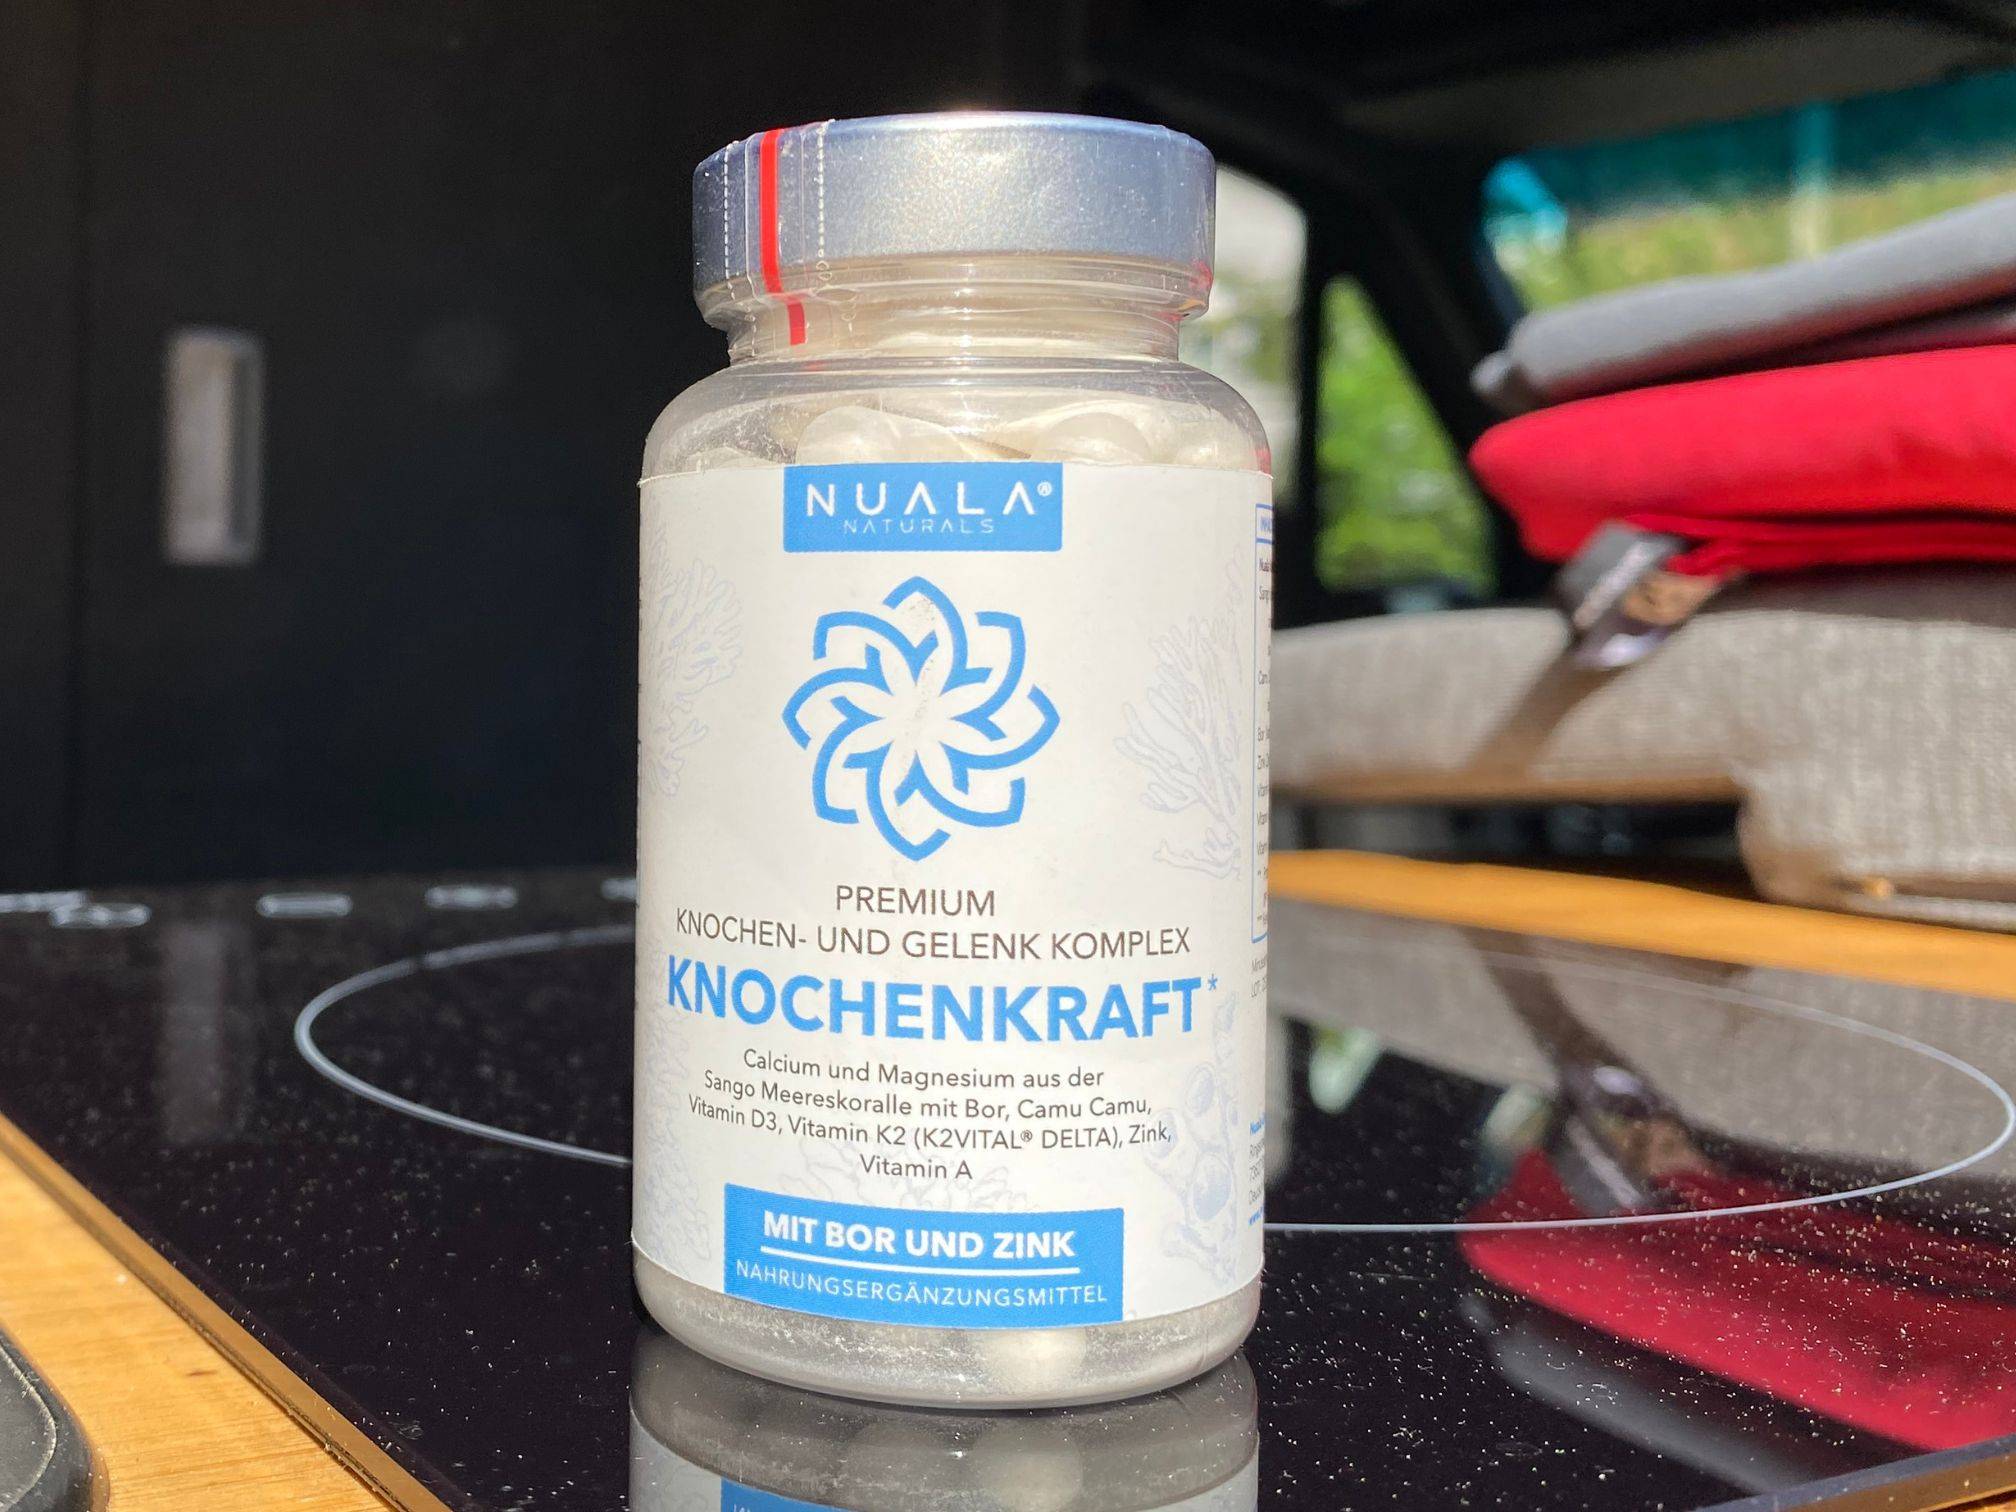 NUALA®
NATURALS
PREMIUM
KNOCHEN- UND GELENK KOMPLEX
KNOCHENKRAFT*
Calcium und Magnesium aus der
Sango Meereskoralle mit Bor, Camu Camu,
Vitamin D3, Vitamin K2 (K2VITAL® DELTA), Zink,
Vitamin A
MIT BOR UND ZINK
NAHRUNGSERGÄNZUNGSMITTEL